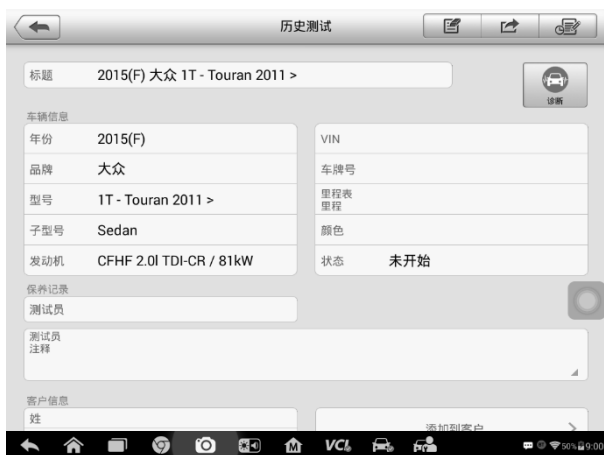 历史测试
标题 2015(F) 大众 1T - Touran 2011 >
诊断
车辆信息
年份 2015(F)
品牌 大众
型号 1T - Touran 2011 >
子型号 Sedan
发动机 CFHF 2.0l TDI-CR / 81kW
VIN
车牌号
里程表
里程
颜色
状态 未开始
保养记录
测试员
测试员
注释
客户信息
姓
添加到客户
VCI
50%
9:00